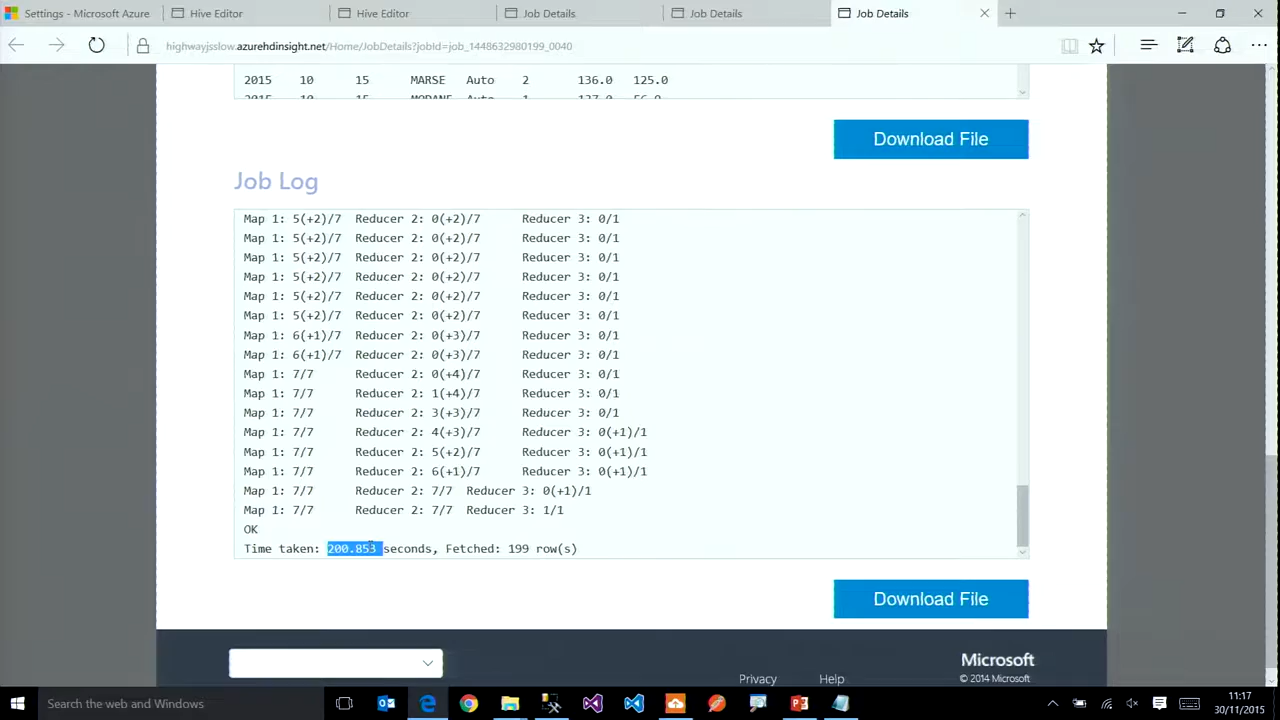 Settings - Microsoft Azure
Hive Editor
Hive Editor
Job Details
Job Details
Job Details
highwayjsslow.azurehdinsight.net/Home/JobDetails?jobId=job_1448632980199_0040
2015 10 15 MARSE Auto 2 136.0 125.0
2015 10 15 MODANE Auto 1 137.0 56.0
Download File
Job Log
Map 1: 5(+2)/7 Reducer 2: 0(+2)/7 Reducer 3: 0/1
Map 1: 5(+2)/7 Reducer 2: 0(+2)/7 Reducer 3: 0/1
Map 1: 5(+2)/7 Reducer 2: 0(+2)/7 Reducer 3: 0/1
Map 1: 5(+2)/7 Reducer 2: 0(+2)/7 Reducer 3: 0/1
Map 1: 5(+2)/7 Reducer 2: 0(+2)/7 Reducer 3: 0/1
Map 1: 5(+2)/7 Reducer 2: 0(+2)/7 Reducer 3: 0/1
Map 1: 6(+1)/7 Reducer 2: 0(+3)/7 Reducer 3: 0/1
Map 1: 6(+1)/7 Reducer 2: 0(+3)/7 Reducer 3: 0/1
Map 1: 7/7 Reducer 2: 0(+4)/7 Reducer 3: 0/1
Map 1: 7/7 Reducer 2: 1(+4)/7 Reducer 3: 0/1
Map 1: 7/7 Reducer 2: 3(+3)/7 Reducer 3: 0/1
Map 1: 7/7 Reducer 2: 4(+3)/7 Reducer 3: 0(+1)/1
Map 1: 7/7 Reducer 2: 5(+2)/7 Reducer 3: 0(+1)/1
Map 1: 7/7 Reducer 2: 6(+1)/7 Reducer 3: 0(+1)/1
Map 1: 7/7 Reducer 2: 7/7 Reducer 3: 0(+1)/1
Map 1: 7/7 Reducer 2: 7/7 Reducer 3: 1/1
OK
Time taken: 200.853 seconds, Fetched: 199 row(s)
Download File
Microsoft
Privacy Help © 2014 Microsoft
Search the web and Windows
11:17
30/11/2015